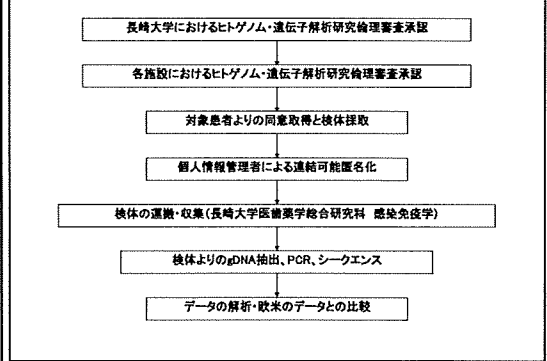 長崎大学におけるヒトゲノム・遺伝子解析研究倫理審査承認
各施設におけるヒトゲノム・遺伝子解析研究倫理審査承認
対象患者よりの同意取得と検体採取
個人情報管理者による連結可能匿名化
検体の運搬・収集(長崎大学医歯薬学総合研究科 感染免疫学)
検体よりのgDNA抽出、PCR、シークエンス
データの解析・欧米のデータとの比較